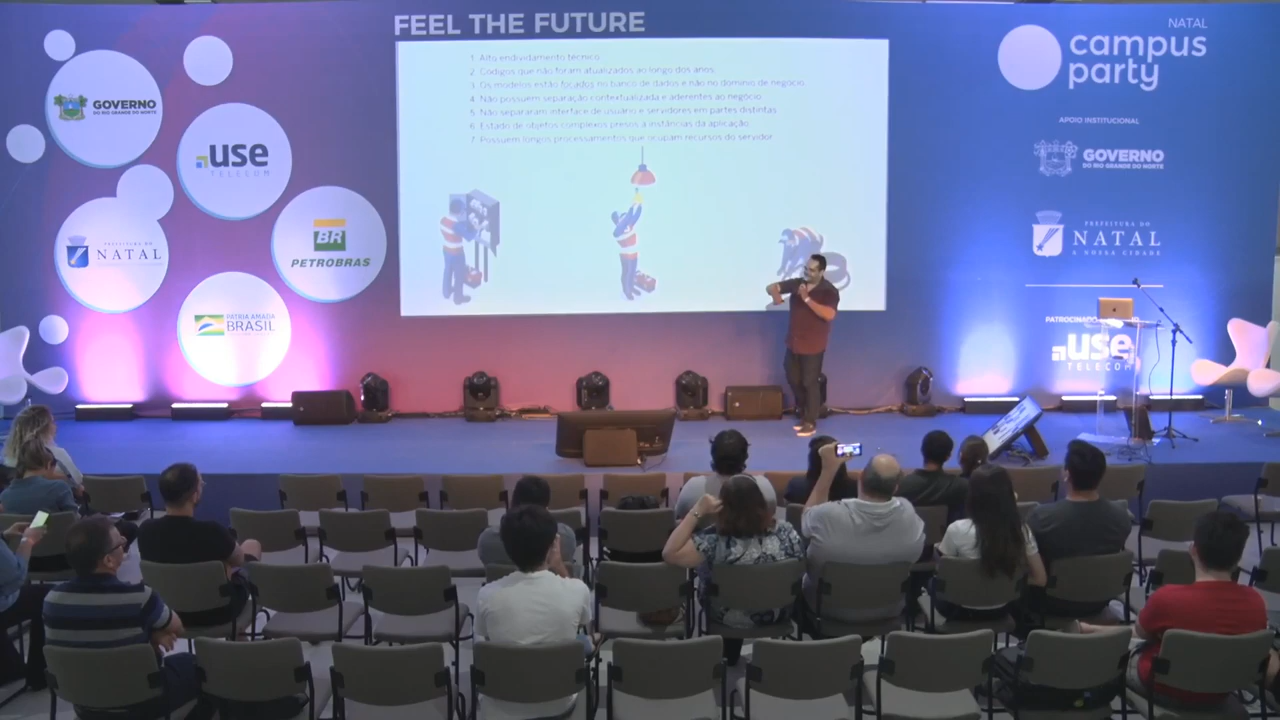 FEEL THE FUTURE
1. Alto endividamento técnico
2. Códigos que não foram atualizados ao longo dos anos
3. Os modelos estão focados no banco de dados e não no domínio de negócio
4. Não possuem separação contextualizada e aderentes ao negócio
5. Não separaram interface de usuário e servidores em partes distintas
6. Estado de objetos complexos presos a instâncias da aplicação
7. Possuem longos processamentos que ocupam recursos do servidor
GOVERNO
DO RIO GRANDE DO NORTE
USE
TELECOM
PREFEITURA DO
NATAL
BR
PETROBRAS
PÁTRIA AMADA
BRASIL
NATAL
campus
party
APOIO INSTITUCIONAL
GOVERNO
DO RIO GRANDE DO NORTE
PREFEITURA DO
NATAL
A NOSSA CIDADE
USE
TELECOM